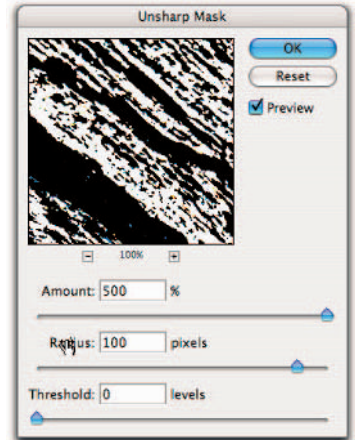 Unsharp Mask
OK
Reset
Preview
100%
Amount: 500 %
Radius: 100 pixels
Threshold: 0 levels